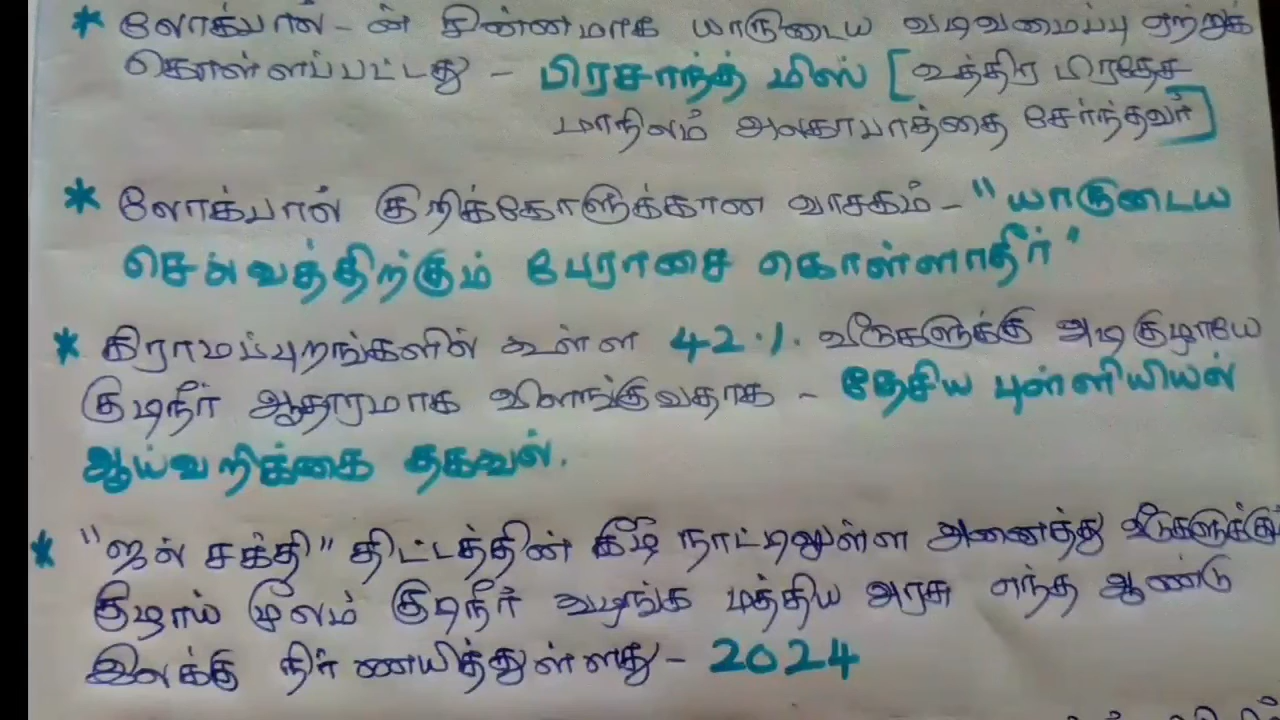 * லோக்பால் - ன் சின்னமாக யாருடைய வடிவமைப்பு ஏற்றுக்
கொள்ளப்பட்டது - பிரசாந்த் மிஸ் [உத்திர பிரதேச
மாநிலம் அலகாபாத்தை சேர்ந்தவர்]
* லோக்பால் குறிக்கோளுக்கான வாசகம் - "யாருடைய
செல்வத்திற்கும் பேராசை கொள்ளாதீர்"
* கிராமப்புறங்களில் உள்ள 42.1. வீடுகளுக்கு அடிகுழாயே
குடிநீர் ஆதாரமாக விளங்குவதாக - தேசிய புள்ளியியல்
ஆய்வறிக்கை தகவல்.
* "ஜல் சக்தி" திட்டத்தின் கீழ் நாட்டிலுள்ள அனைத்து வீடுகளுக்கும்
குழாய் மூலம் குடிநீர் வழங்க மத்திய அரசு எந்த ஆண்டு
இலக்கு நிர்ணயித்துள்ளது - 2024